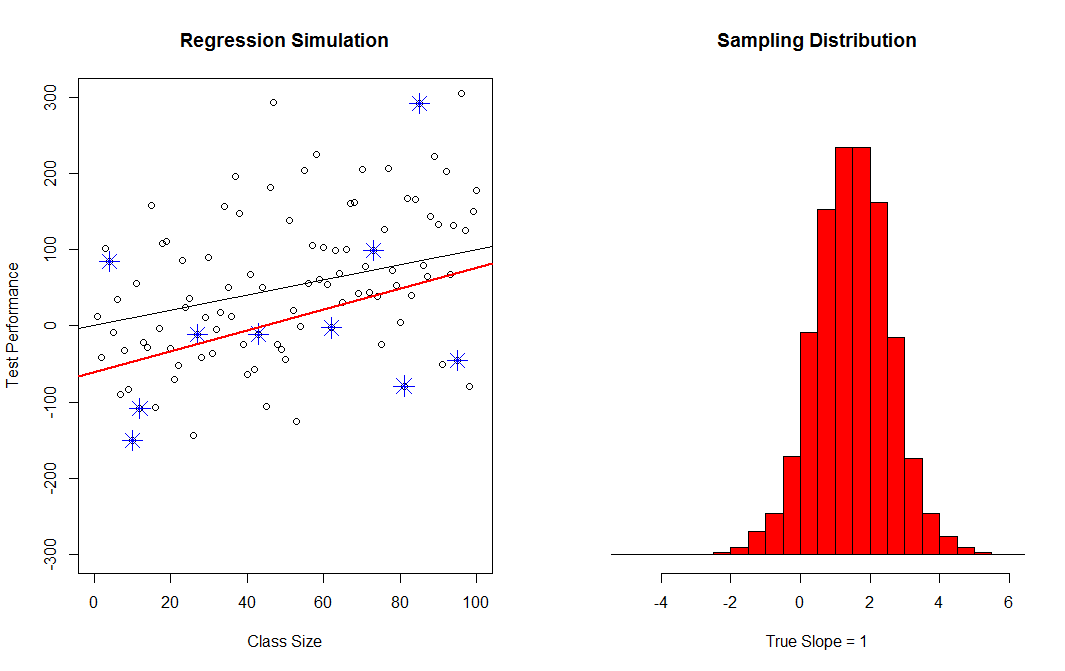 Regression Simulation
Test Performance
300
200
100
0
-100
-200
-300
0 20 40 60 80 100
Class Size
Sampling Distribution
-4 -2 0 2 4 6
True Slope = 1